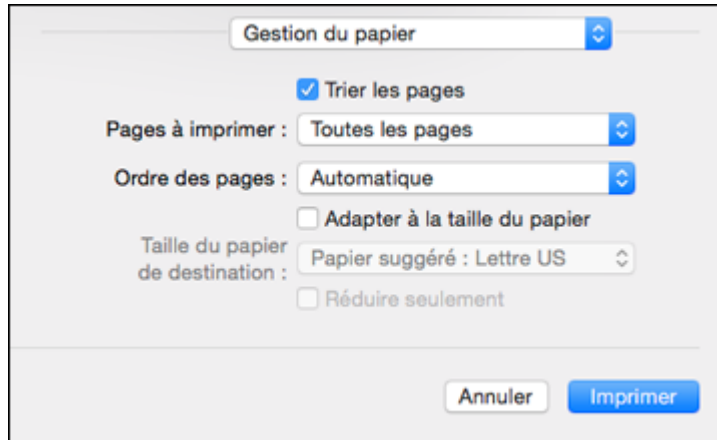 Gestion du papier
Trier les pages
Pages à imprimer : Toutes les pages
Ordre des pages : Automatique
Adapter à la taille du papier
Taille du papier
de destination : Papier suggéré : Lettre US
Réduire seulement
Annuler Imprimer